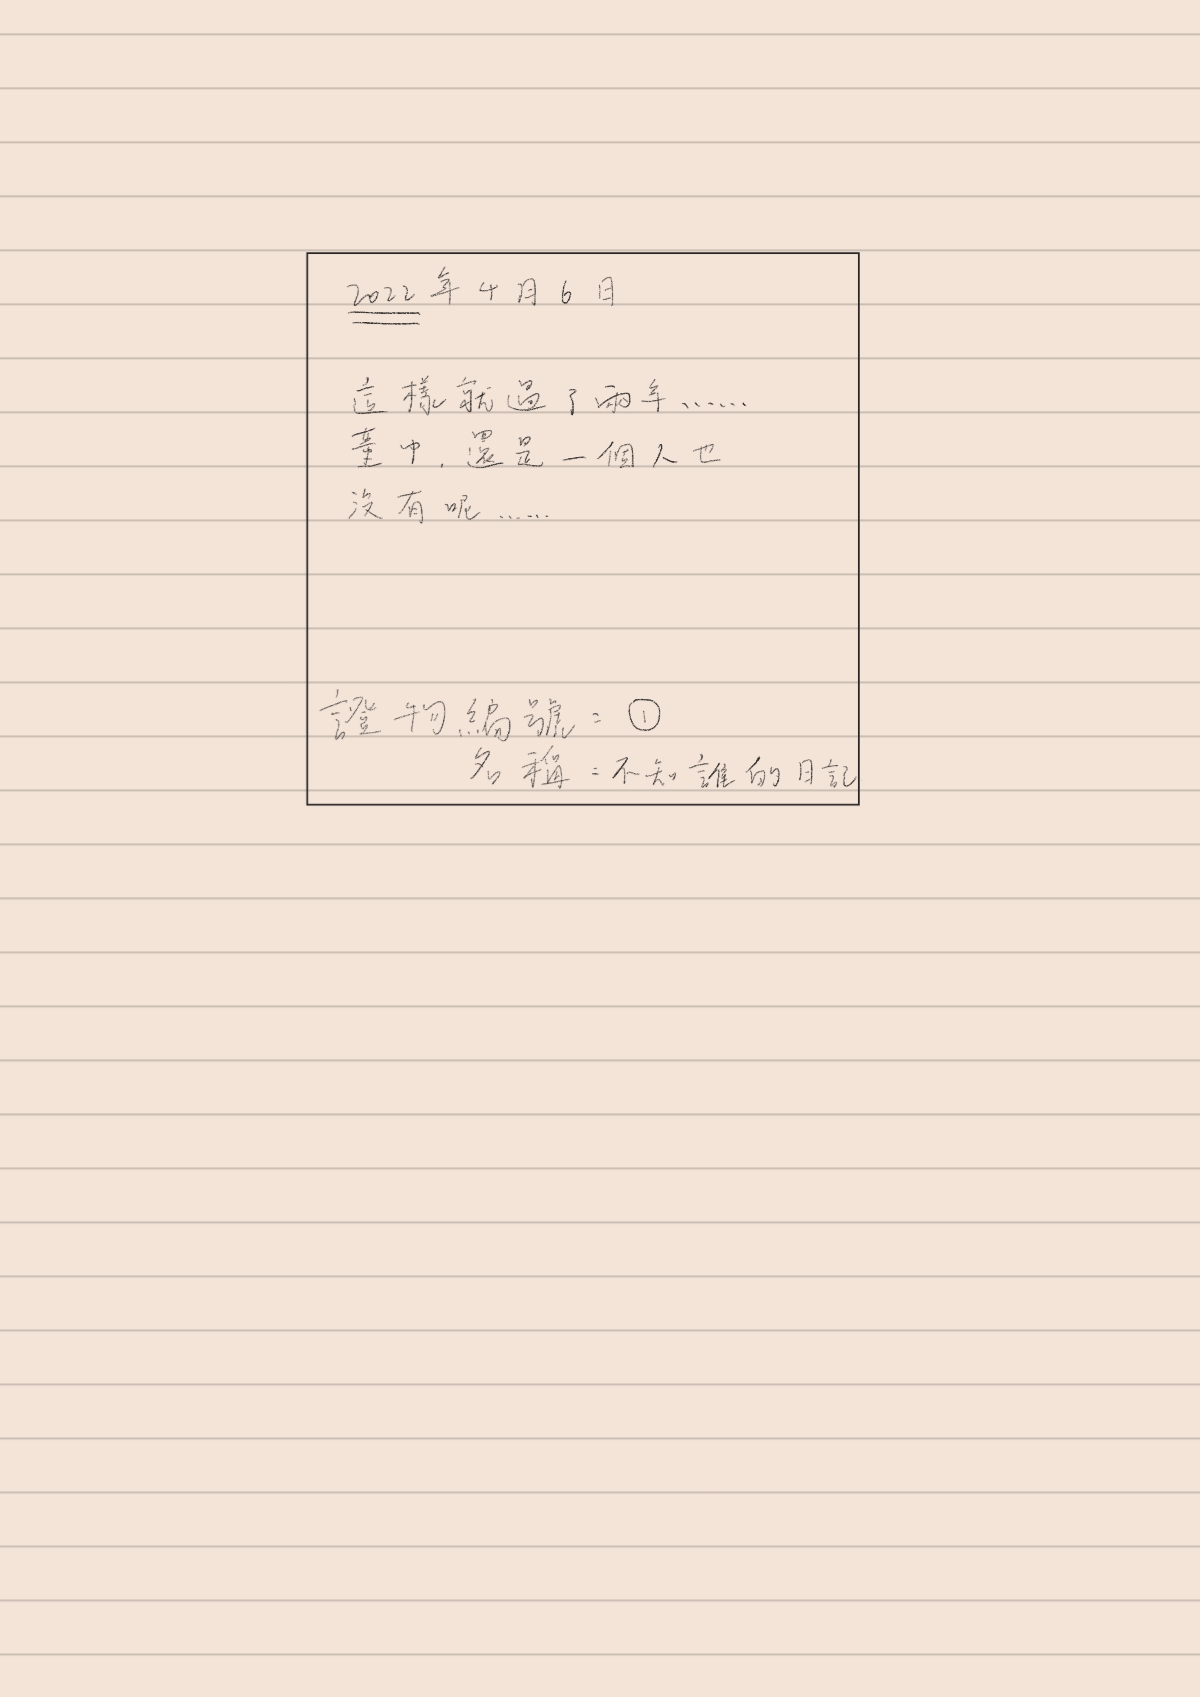 2022年4月6日
這樣就過了兩年......
臺中,還是一個人也
沒有呢......
證物編號:①
名稱:不知誰的日記